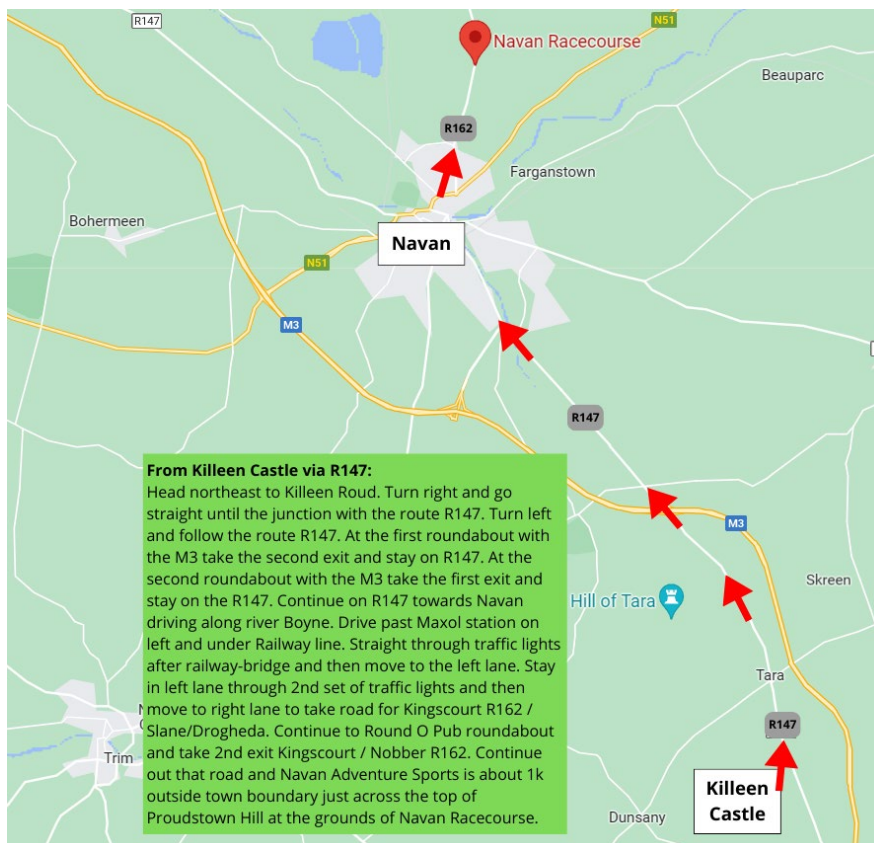 R147
N51
Navan Racecourse
Beauparc
R162
Farganstown
Bohermeen
Navan
N51
M3
R147
From Killeen Castle via R147:
Head northeast to Killeen Roud. Turn right and go
straight until the junction with the route R147. Turn left
and follow the route R147. At the first roundabout with
the M3 take the second exit and stay on R147. At the
second roundabout with the M3 take the first exit and
stay on the R147. Continue on R147 towards Navan
driving along river Boyne. Drive past Maxol station on
left and under Railway line. Straight through traffic lights
after railway-bridge and then move to the left lane. Stay
in left lane through 2nd set of traffic lights and then
move to right lane to take road for Kingscourt R162 /
Slane/Drogheda. Continue to Round O Pub roundabout
and take 2nd exit Kingscourt / Nobber R162. Continue
out that road and Navan Adventure Sports is about 1k
outside town boundary just across the top of
Proudstown Hill at the grounds of Navan Racecourse.
M3
Skreen
Hill of Tara
Tara
R147
Trim
Killeen
Castle
Dunsany